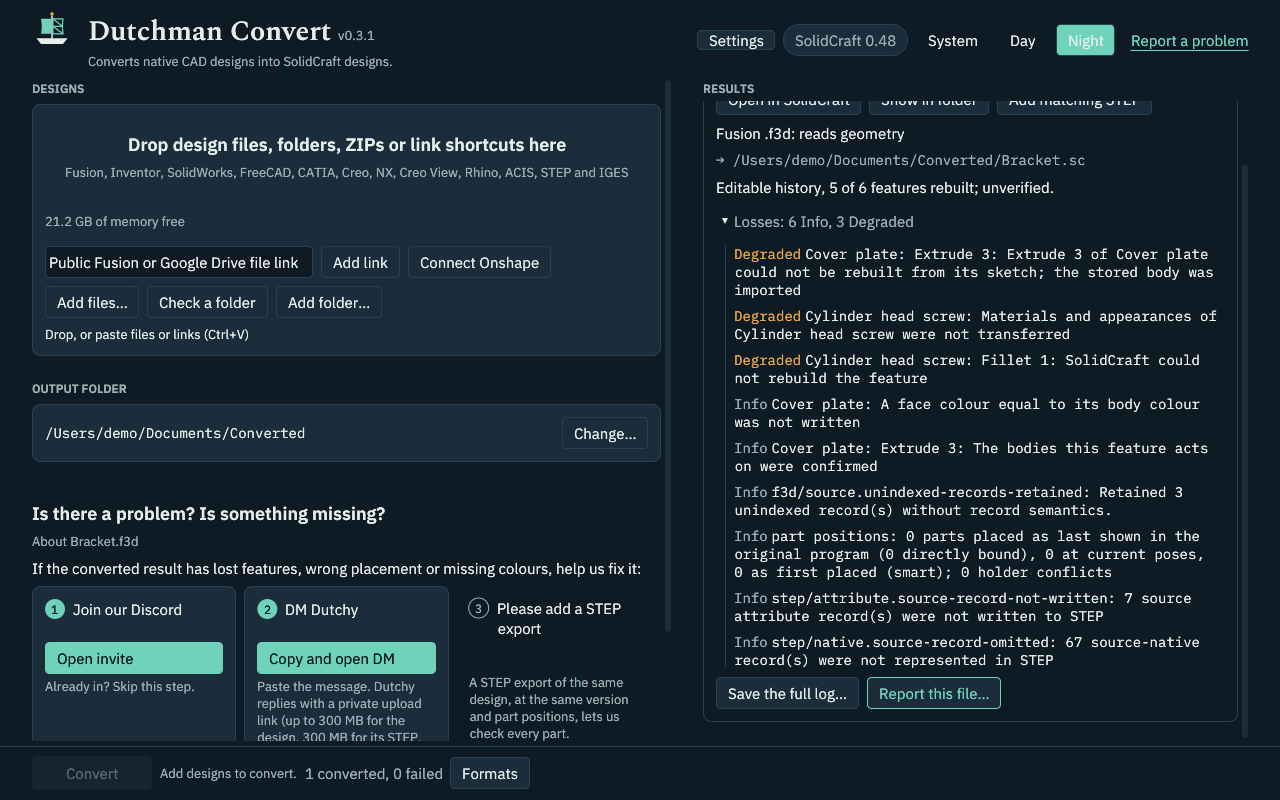 Dutchman Convert v0.3.1
Converts native CAD designs into SolidCraft designs.
Settings
SolidCraft 0.48
System
Day
Night
Report a problem
DESIGNS
Drop design files, folders, ZIPs or link shortcuts here
Fusion, Inventor, SolidWorks, FreeCAD, CATIA, Creo, NX, Creo View, Rhino, ACIS, STEP and IGES
21.2 GB of memory free
Public Fusion or Google Drive file link
Add link
Connect Onshape
Add files...
Check a folder
Add folder...
Drop, or paste files or links (Ctrl+V)
OUTPUT FOLDER
/Users/demo/Documents/Converted
Change...
Is there a problem? Is something missing?
About Bracket.f3d
If the converted result has lost features, wrong placement or missing colours, help us fix it:
1 Join our Discord
Open invite
Already in? Skip this step.
2 DM Dutchy
Copy and open DM
Paste the message. Dutchy
replies with a private upload
link (up to 300 MB for the
design, 300 MB for its STEP,
3 Please add a STEP
export
A STEP export of the same
design, at the same version
and part positions, lets us
check every part.
RESULTS
Open in SolidCraft
Show in folder
Add matching STEP
Fusion .f3d: reads geometry
→ /Users/demo/Documents/Converted/Bracket.sc
Editable history, 5 of 6 features rebuilt; unverified.
▾ Losses: 6 Info, 3 Degraded
Degraded Cover plate: Extrude 3: Extrude 3 of Cover plate
could not be rebuilt from its sketch; the stored body was
imported
Degraded Cylinder head screw: Materials and appearances of
Cylinder head screw were not transferred
Degraded Cylinder head screw: Fillet 1: SolidCraft could
not rebuild the feature
Info Cover plate: A face colour equal to its body colour
was not written
Info Cover plate: Extrude 3: The bodies this feature acts
on were confirmed
Info f3d/source.unindexed-records-retained: Retained 3
unindexed record(s) without record semantics.
Info part positions: 0 parts placed as last shown in the
original program (0 directly bound), 0 at current poses,
0 as first placed (smart); 0 holder conflicts
Info step/attribute.source-record-not-written: 7 source
attribute record(s) were not written to STEP
Info step/native.source-record-omitted: 67 source-native
record(s) were not represented in STEP
Save the full log...
Report this file...
Convert
Add designs to convert.
1 converted, 0 failed
Formats